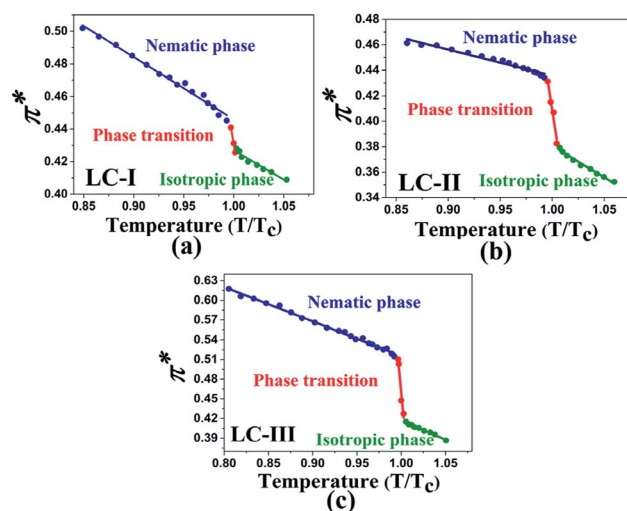 0.50
0.48
0.46
0.44
0.42
0.40
π*
Nematic phase
Phase transition
LC-I
Isotropic phase
0.85 0.90 0.95 1.00 1.05
Temperature (T/Tc)
(a)
0.48
0.44
0.40
0.36
0.34
π*
Nematic phase
Phase transition
LC-II
Isotropic phase
0.85 0.90 0.95 1.00 1.05
Temperature (T/Tc)
(b)
0.63
0.60
0.57
0.54
0.51
0.48
0.45
0.42
0.39
π*
Nematic phase
Phase transition
LC-III
Isotropic phase
0.80 0.85 0.90 0.95 1.00 1.05
Temperature (T/Tc)
(c)